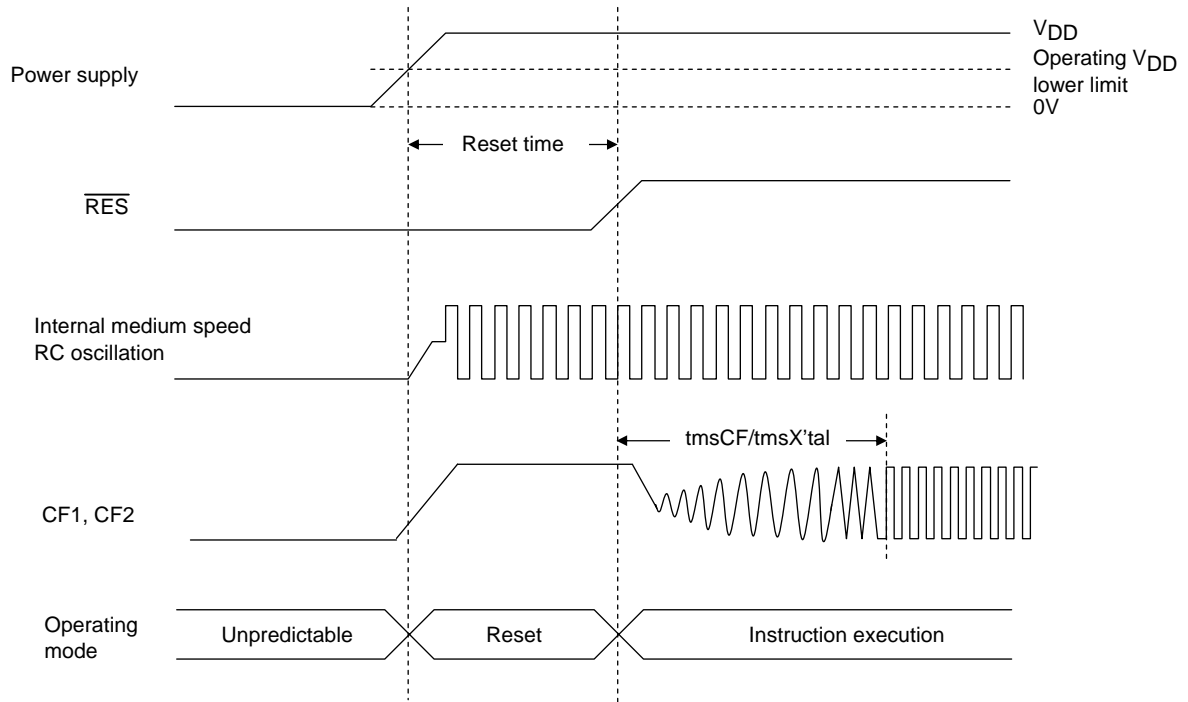 VDD
Operating VDD
lower limit
0V
Power supply
Reset time
RES
Internal medium speed
RC oscillation
tmsCF/tmsX'tal
CF1, CF2
Operating
mode
Unpredictable
Reset
Instruction execution